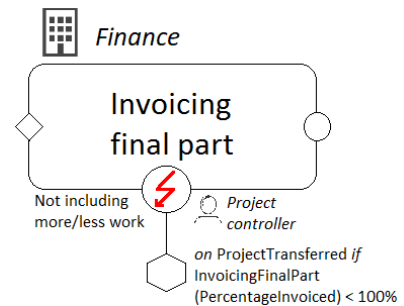 Finance
Invoicing
final part
Not including
more/less work
Project
controller
on ProjectTransferred if
InvoicingFinalPart
(PercentageInvoiced) < 100%